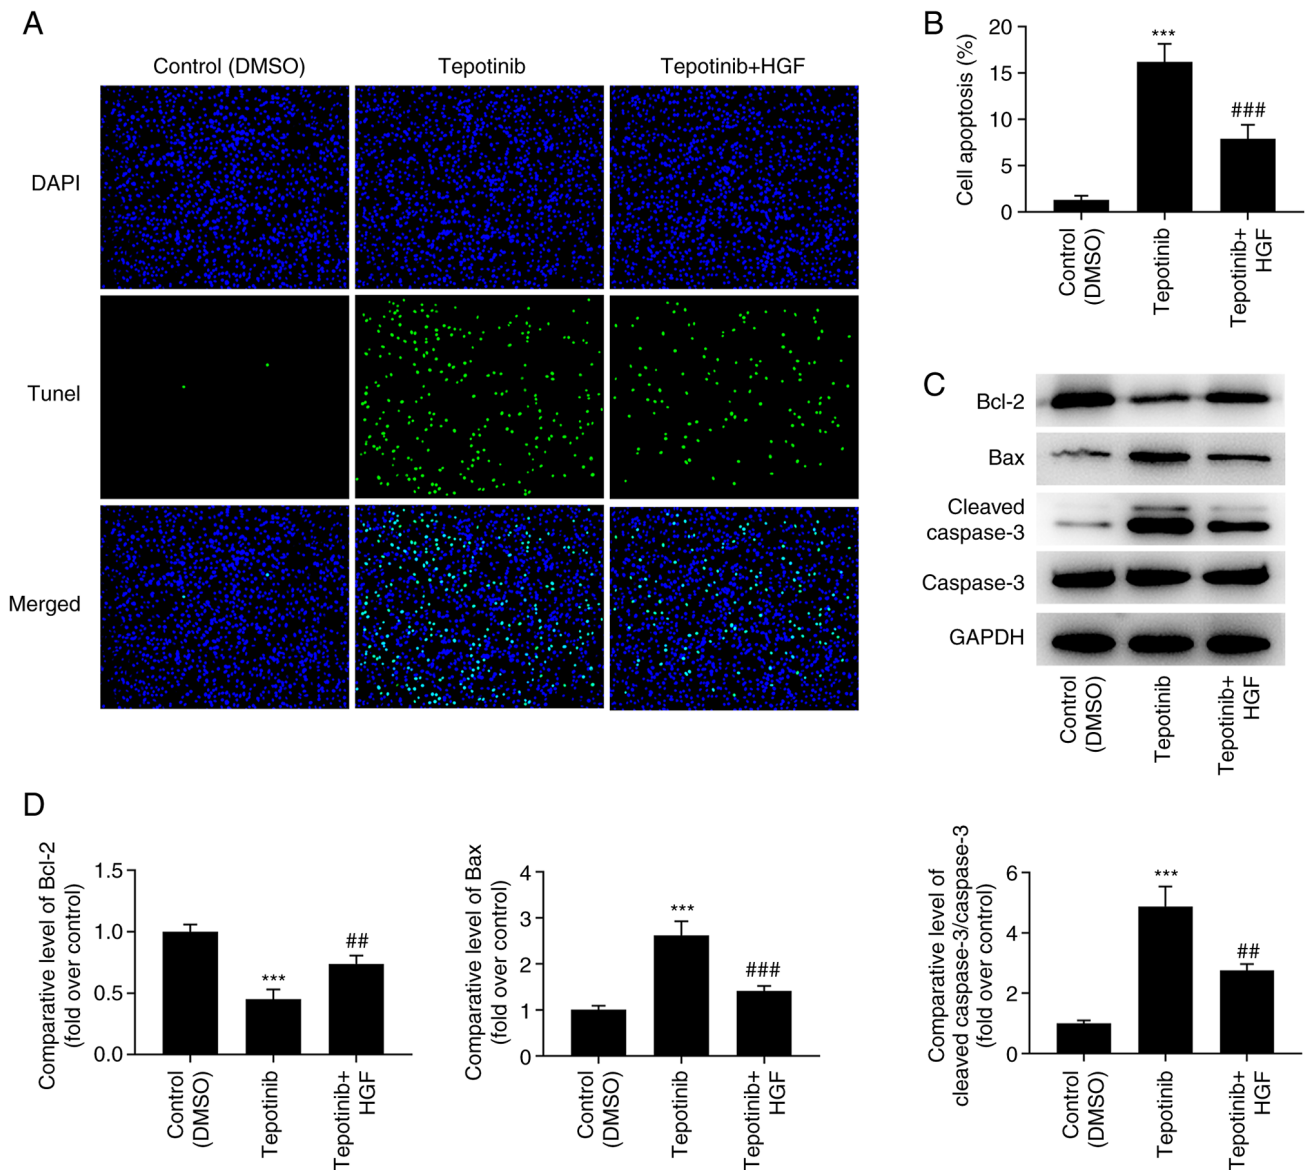 A
Control (DMSO)
Tepotinib
Tepotinib+HGF
DAPI
Tunel
Merged
B
Cell apoptosis (%)
20
15
10
5
0
***
###
Control
(DMSO)
Tepotinib
Tepotinib+
HGF
C
Bcl-2
Bax
Cleaved
caspase-3
Caspase-3
GAPDH
Control
(DMSO)
Tepotinib
Tepotinib+
HGF
D
Comparative level of Bcl-2
(fold over control)
1.5
1.0
0.5
0.0
***
##
Control
(DMSO)
Tepotinib
Tepotinib+
HGF
Comparative level of Bax
(fold over control)
4
3
2
1
0
***
###
Control
(DMSO)
Tepotinib
Tepotinib+
HGF
Comparative level of
cleaved caspase-3/caspase-3
(fold over control)
6
4
2
0
***
##
Control
(DMSO)
Tepotinib
Tepotinib+
HGF